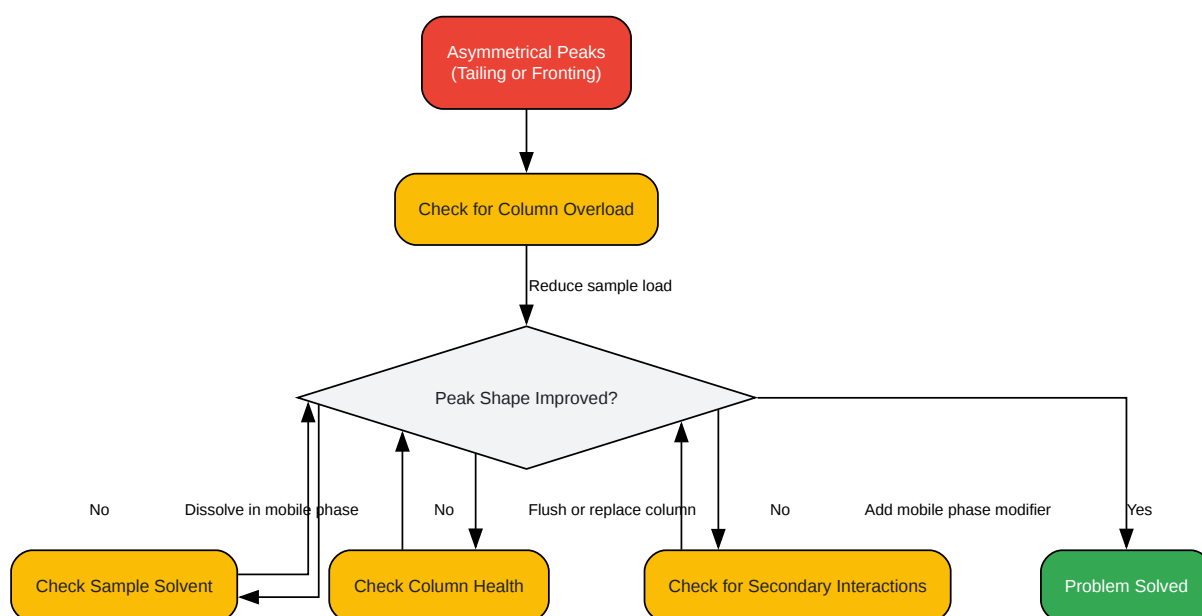 Asymmetrical Peaks
(Tailing or Fronting)
Check for Column Overload
Reduce sample load
Peak Shape Improved?
No
Dissolve in mobile phase
No
Flush or replace column
No
Add mobile phase modifier
Yes
Check Sample Solvent
Check Column Health
Check for Secondary Interactions
Problem Solved